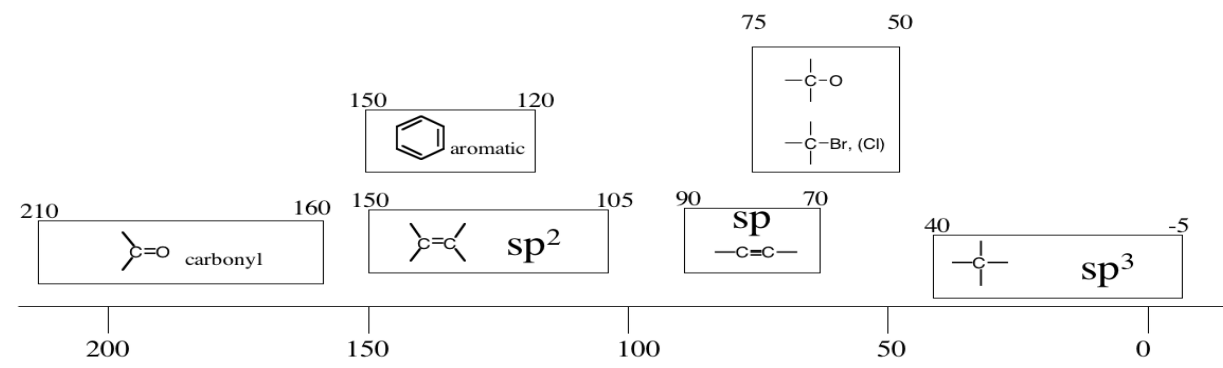 75 50
C-O
150 120
C-Br, (Cl)
aromatic
210 160 150 105 90 70
sp
40 -5
C=O carbonyl
C=C sp²
C≡C
C sp³
200 150 100 50 0